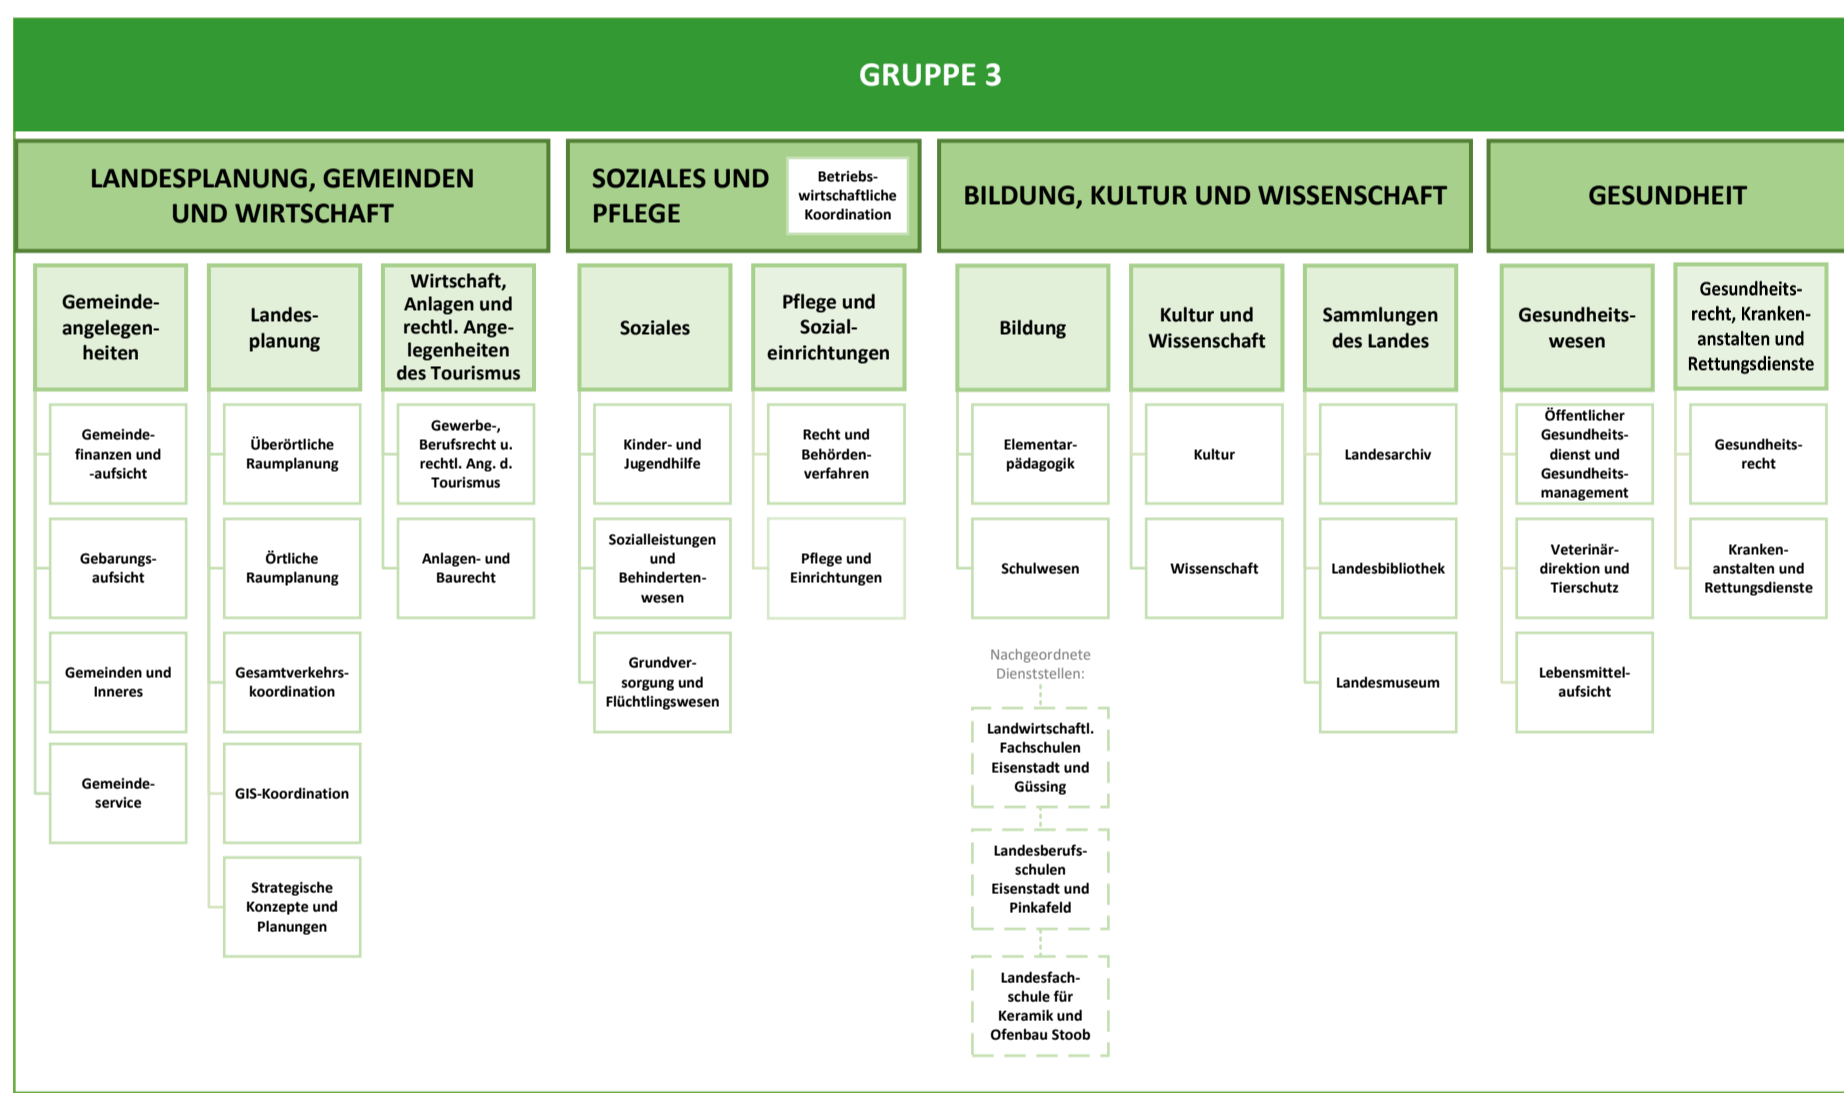 GRUPPE 3
LANDESPLANUNG, GEMEINDEN
UND WIRTSCHAFT
SOZIALES UND
PFLEGE
Betriebs-
wirtschaftliche
Koordination
BILDUNG, KULTUR UND WISSENSCHAFT
GESUNDHEIT
Gemeinde-
angelegen-
heiten
Landes-
planung
Wirtschaft,
Anlagen und
rechtl. Ange-
legenheiten
des Tourismus
Soziales
Pflege und
Sozial-
einrichtungen
Bildung
Kultur und
Wissenschaft
Sammlungen
des Landes
Gesundheits-
wesen
Gesundheits-
recht, Kranken-
anstalten und
Rettungsdienste
Gemeinde-
finanzen und
-aufsicht
Überörtliche
Raumplanung
Gewerbe-,
Berufsrecht u.
rechtl. Ang. d.
Tourismus
Kinder- und
Jugendhilfe
Recht und
Behörden-
verfahren
Elementar-
pädagogik
Kultur
Landesarchiv
Öffentlicher
Gesundheits-
dienst und
Gesundheits-
management
Gesundheits-
recht
Gebarungs-
aufsicht
Örtliche
Raumplanung
Anlagen- und
Baurecht
Sozialleistungen
und
Behinderten-
wesen
Pflege und
Einrichtungen
Schulwesen
Wissenschaft
Landesbibliothek
Veterinär-
direktion und
Tierschutz
Kranken-
anstalten und
Rettungsdienste
Gemeinden und
Inneres
Gesamtverkehrs-
koordination
Grundver-
sorgung und
Flüchtlingswesen
Nachgeordnete
Dienststellen:
Landesmuseum
Lebensmittel-
aufsicht
Gemeinde-
service
GIS-Koordination
Landwirtschaftl.
Fachschulen
Eisenstadt und
Güssing
Strategische
Konzepte und
Planungen
Landesberufs-
schulen
Eisenstadt und
Pinkafeld
Landesfach-
schule für
Keramik und
Ofenbau Stoob